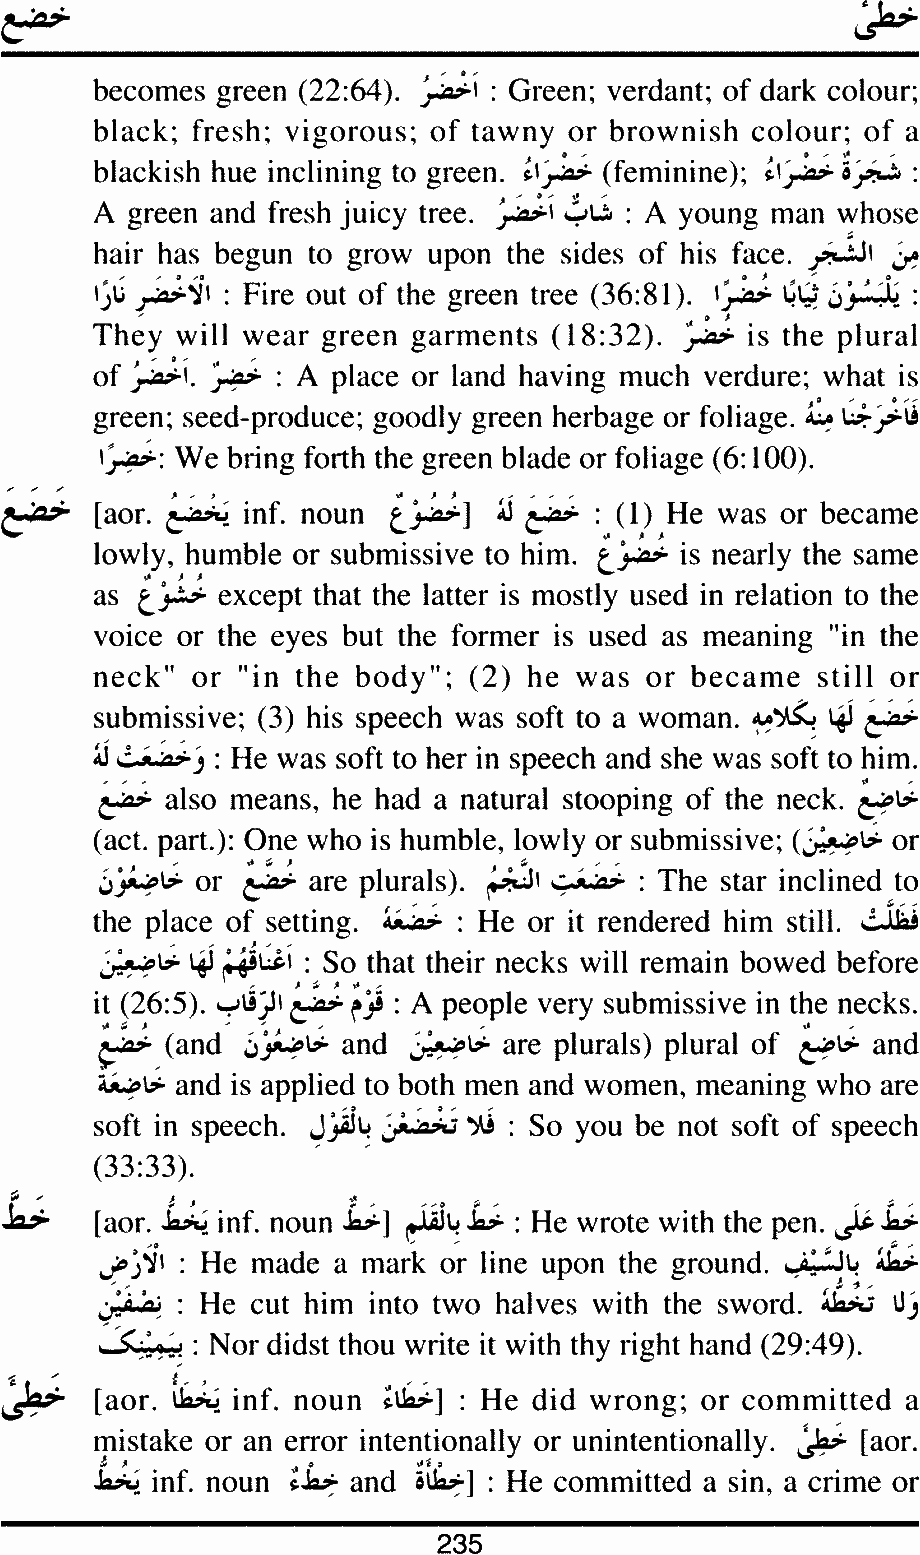 خضع خطئ
becomes green (22:64). اَخْضَرُ : Green; verdant; of dark colour;
black; fresh; vigorous; of tawny or brownish colour; of a
blackish hue inclining to green. خَضْرَاءُ (feminine); شَجَرَةٌ خَضْرَاءُ :
A green and fresh juicy tree. شَابٌّ اَخْضَرُ : A young man whose
hair has begun to grow upon the sides of his face. مِنَ الشَّجَرِ
الْاَخْضَرِ نَارًا : Fire out of the green tree (36:81). يَلْبَسُوْنَ ثِيَابًا خُضْرًا :
They will wear green garments (18:32). خُضْرٌ is the plural
of اَخْضَرُ. خَضِرٌ : A place or land having much verdure; what is
green; seed-produce; goodly green herbage or foliage. فَاَخْرَجْنَا مِنْهُ
خَضِرًا: We bring forth the green blade or foliage (6:100).
خَضَعَ [aor. يَخْضَعُ inf. noun خُضُوْعٌ] خَضَعَ لَهٗ : (1) He was or became
lowly, humble or submissive to him. خُضُوْعٌ is nearly the same
as خُشُوْعٌ except that the latter is mostly used in relation to the
voice or the eyes but the former is used as meaning "in the
neck" or "in the body"; (2) he was or became still or
submissive; (3) his speech was soft to a woman. خَضَعَ لَهَا بِكَلَامِهٖ
وَخَضَعَتْ لَهٗ : He was soft to her in speech and she was soft to him.
خَضَعَ also means, he had a natural stooping of the neck. خَاضِعٌ
(act. part.): One who is humble, lowly or submissive; (خَاضِعِيْنَ or
خَاضِعُوْنَ or خُضَّعٌ are plurals). خَضَعَتِ النَّجْمُ : The star inclined to
the place of setting. خَضَعَهٗ : He or it rendered him still. فَظَلَّتْ
اَعْنَاقُهُمْ لَهَا خَاضِعِيْنَ : So that their necks will remain bowed before
it (26:5). قَوْمٌ خُضَّعُ الرِّقَابِ : A people very submissive in the necks.
خُضَّعٌ (and خَاضِعُوْنَ and خَاضِعِيْنَ are plurals) plural of خَاضِعٌ and
خَاضِعَةٌ and is applied to both men and women, meaning who are
soft in speech. فَلَا تَخْضَعْنَ بِالْقَوْلِ : So you be not soft of speech
(33:33).
خَطَّ [aor. يَخُطُّ inf. noun خَطٌّ] خَطَّ بِالْقَلَمِ : He wrote with the pen. خَطَّ عَلَى
الْاَرْضِ : He made a mark or line upon the ground. خَطَّهٗ بِالسَّيْفِ
نِصْفَيْنِ : He cut him into two halves with the sword. وَلَا تَخُطُّهٗ
بِيَمِيْنِكَ : Nor didst thou write it with thy right hand (29:49).
خَطِئَ [aor. يَخْطَأُ inf. noun خَطَاءٌ] : He did wrong; or committed a
mistake or an error intentionally or unintentionally. خَطِئَ [aor.
يَخْطَأُ inf. noun خِطْءٌ and خِطْأَةٌ] : He committed a sin, a crime or
235